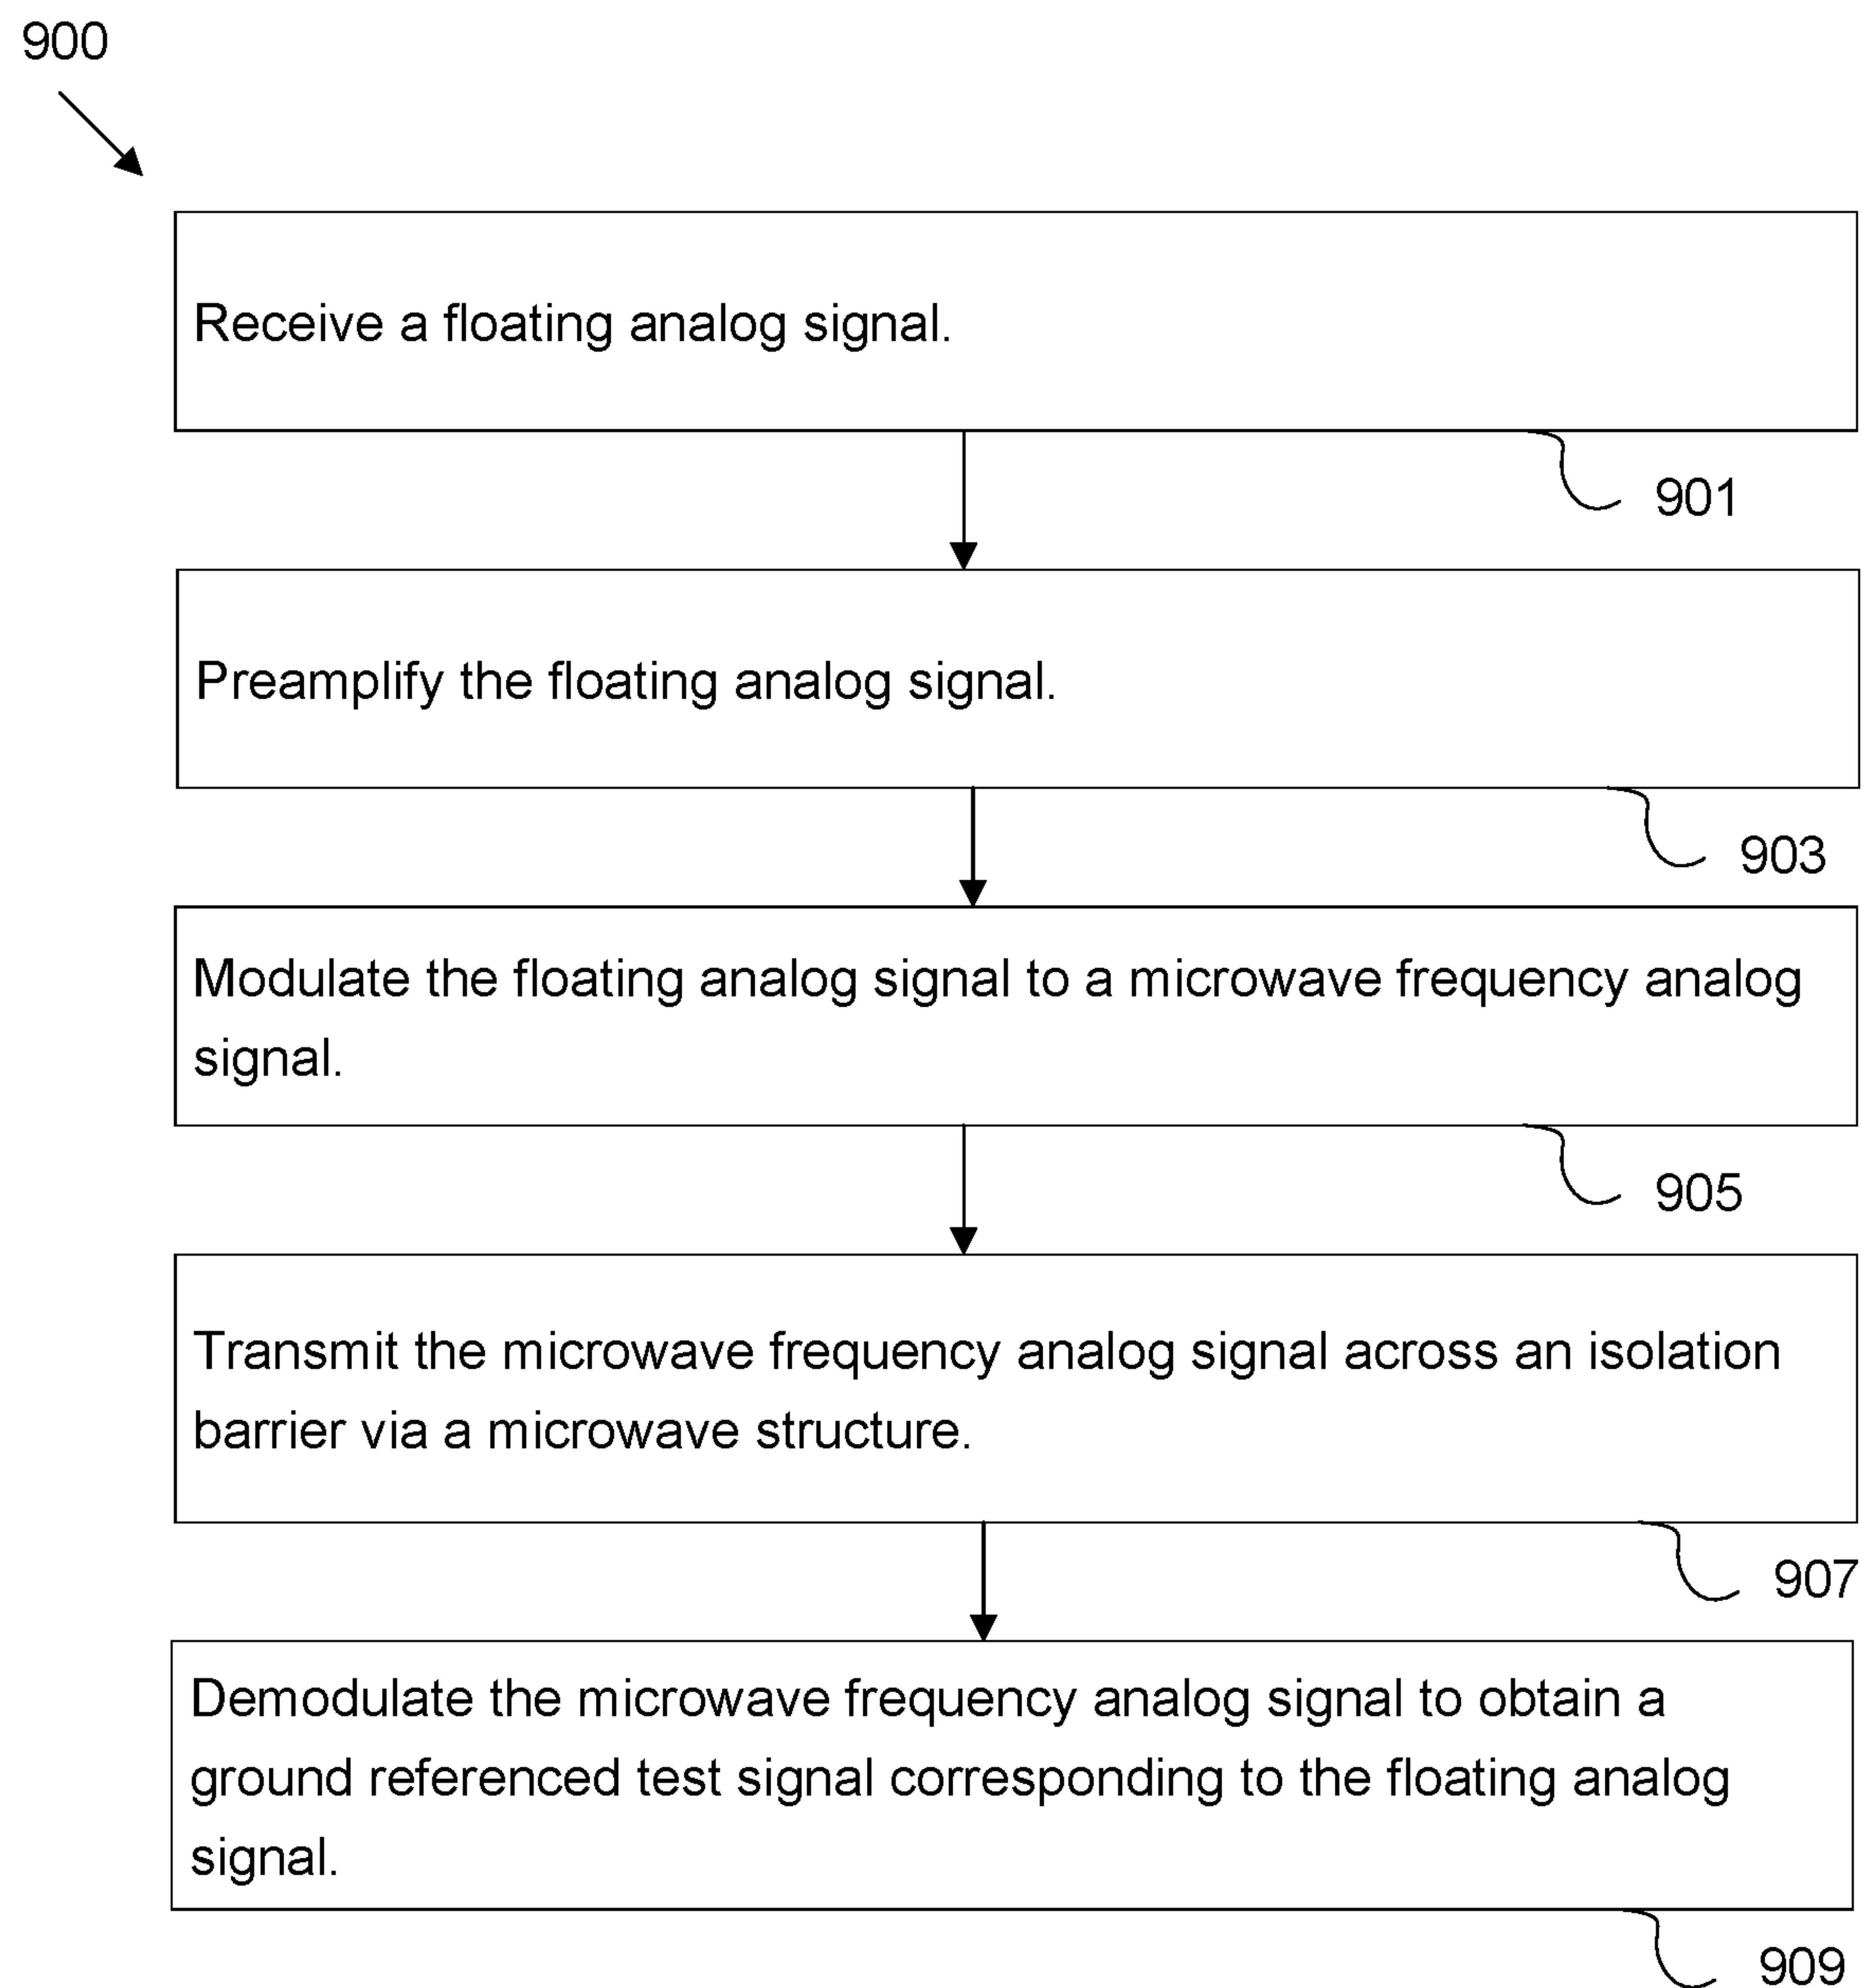 900
Receive a floating analog signal.
901
Preamplify the floating analog signal.
903
Modulate the floating analog signal to a microwave frequency analog
signal.
905
Transmit the microwave frequency analog signal across an isolation
barrier via a microwave structure.
907
Demodulate the microwave frequency analog signal to obtain a
ground referenced test signal corresponding to the floating analog
signal.
909